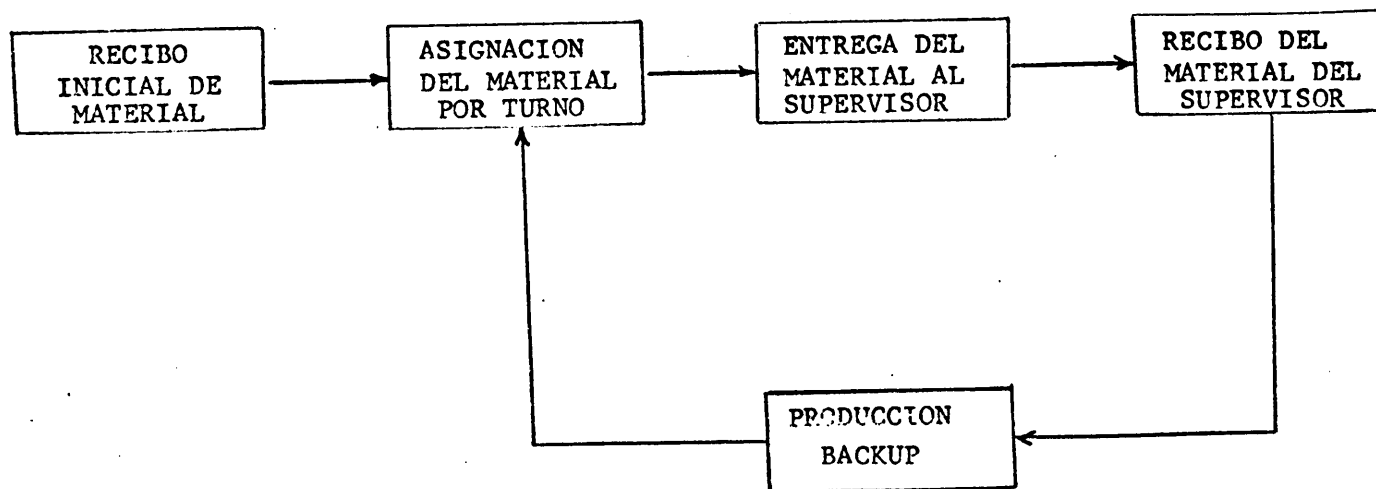 RECIBO
INICIAL DE
MATERIAL
ASIGNACION
DEL MATERIAL
POR TURNO
ENTREGA DEL
MATERIAL AL
SUPERVISOR
RECIBO DEL
MATERIAL DEL
SUPERVISOR
PRODUCCION
BACKUP